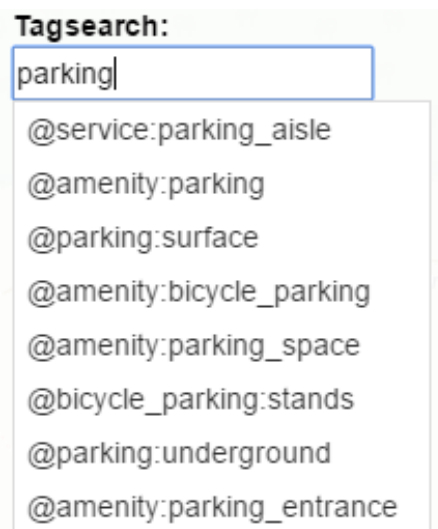 Tagsearch:
parking
@service:parking_aisle
@amenity:parking
@parking:surface
@amenity:bicycle_parking
@amenity:parking_space
@bicycle_parking:stands
@parking:underground
@amenity:parking_entrance